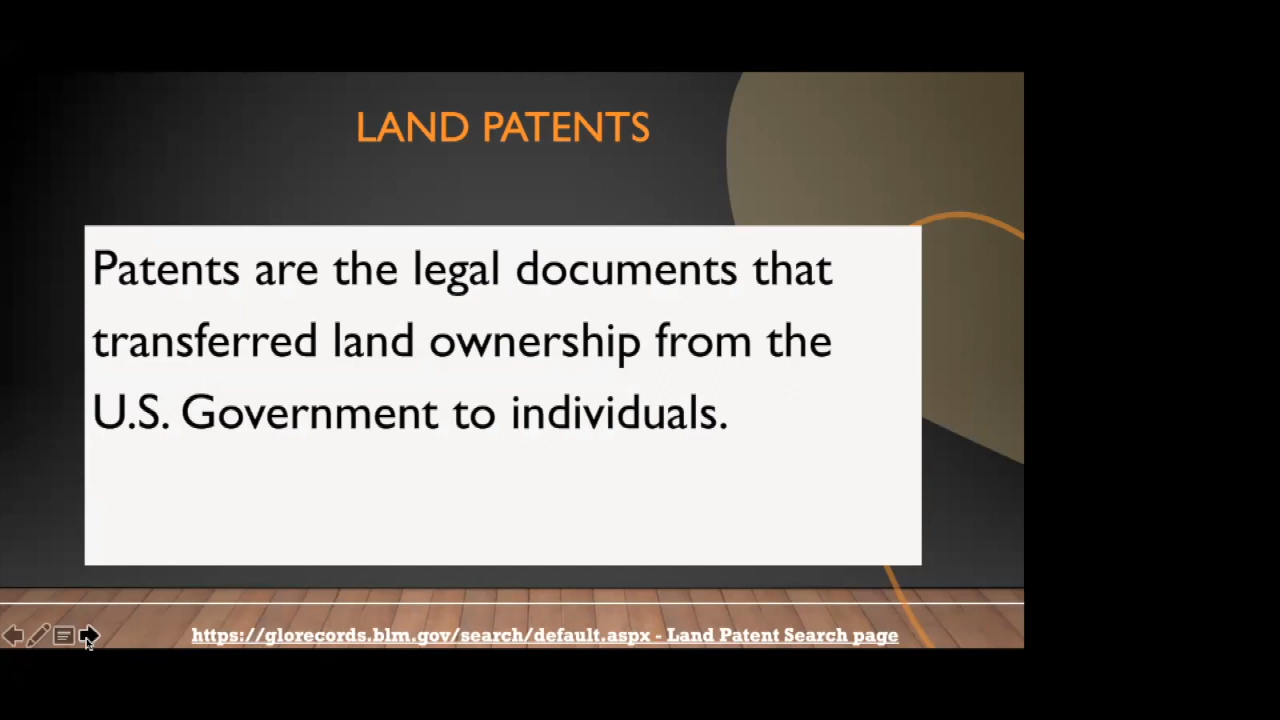 LAND PATENTS
Patents are the legal documents that
transferred land ownership from the
U.S. Government to individuals.
https://glorecords.blm.gov/search/default.aspx - Land Patent Search page